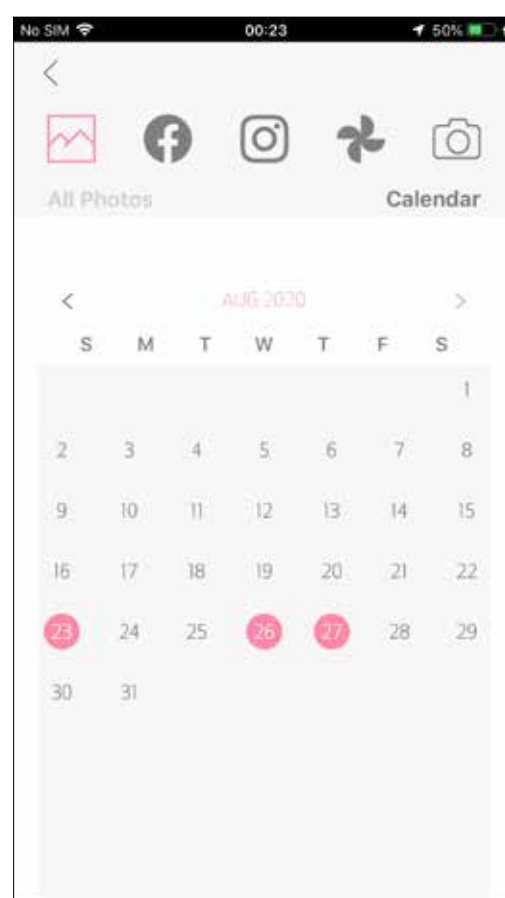 No SIM 00:23 50%
All Photos Calendar
< AUG 2020 >
S M T W T F S
1
2 3 4 5 6 7 8
9 10 11 12 13 14 15
16 17 18 19 20 21 22
23 24 25 26 27 28 29
30 31